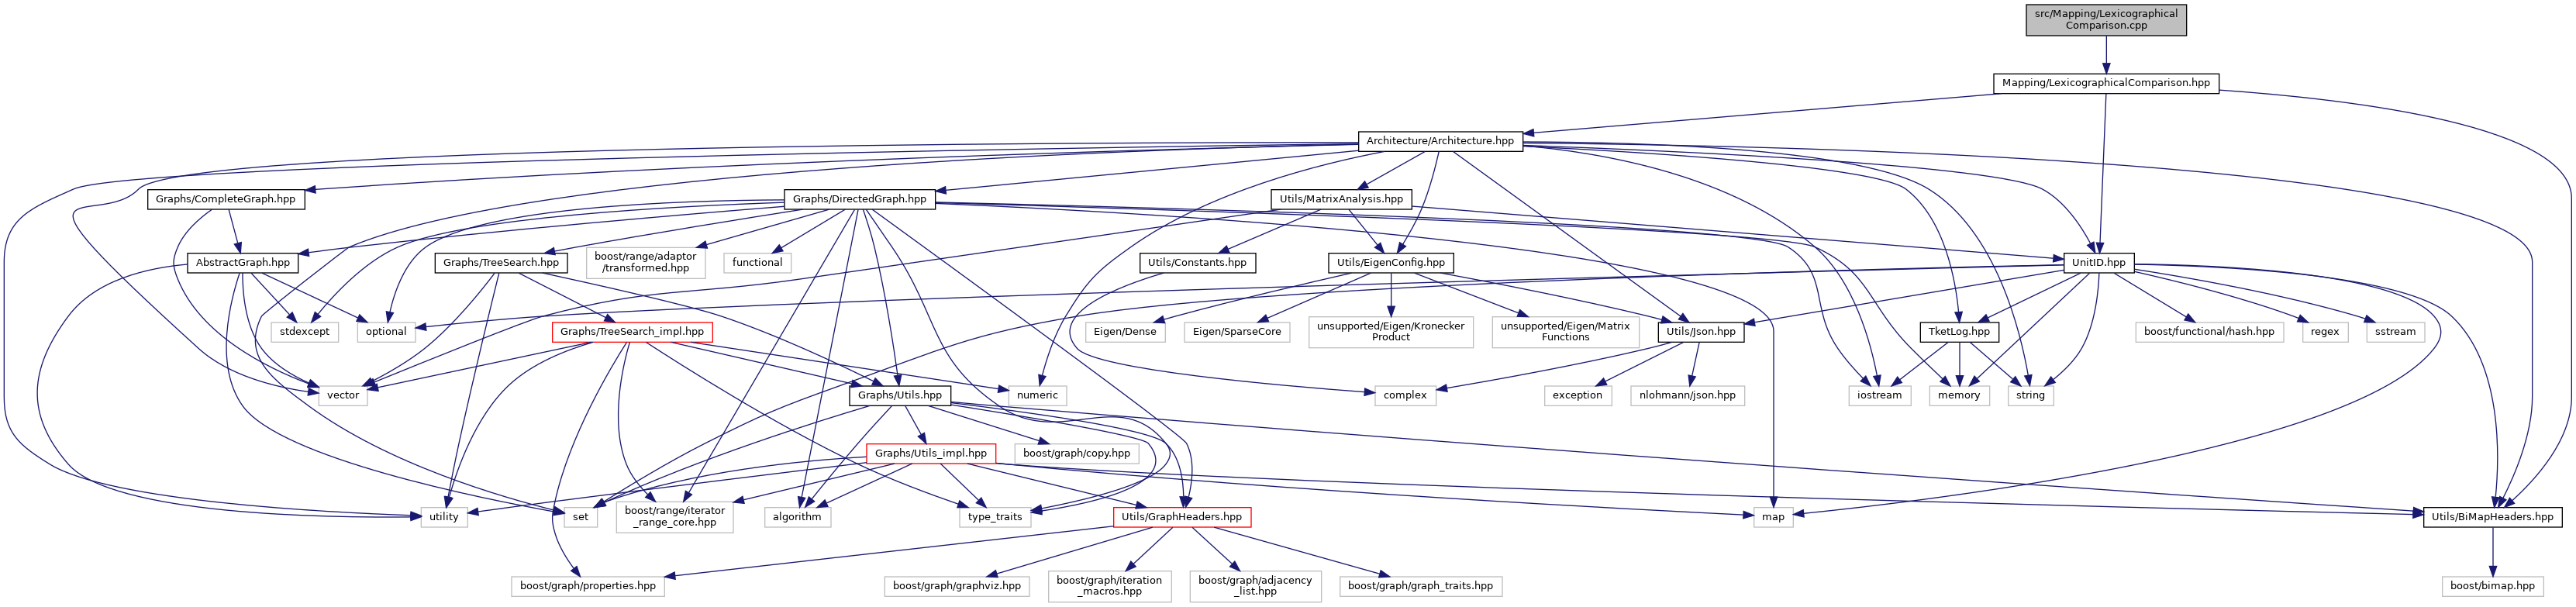 src/Mapping/Lexicographical
Comparison.cpp
Mapping/LexicographicalComparison.hpp
Architecture/Architecture.hpp
Graphs/CompleteGraph.hpp
Graphs/DirectedGraph.hpp
Utils/MatrixAnalysis.hpp
AbstractGraph.hpp
Graphs/TreeSearch.hpp
boost/range/adaptor
/transformed.hpp
functional
Utils/Constants.hpp
Utils/EigenConfig.hpp
UnitID.hpp
stdexcept
optional
Graphs/TreeSearch_impl.hpp
Eigen/Dense
Eigen/SparseCore
unsupported/Eigen/Kronecker
Product
unsupported/Eigen/Matrix
Functions
Utils/Json.hpp
TketLog.hpp
boost/functional/hash.hpp
regex
sstream
vector
Graphs/Utils.hpp
numeric
complex
exception
nlohmann/json.hpp
iostream
memory
string
Graphs/Utils_impl.hpp
boost/graph/copy.hpp
utility
set
boost/range/iterator
_range_core.hpp
algorithm
type_traits
Utils/GraphHeaders.hpp
map
Utils/BiMapHeaders.hpp
boost/graph/properties.hpp
boost/graph/graphviz.hpp
boost/graph/iteration
_macros.hpp
boost/graph/adjacency
_list.hpp
boost/graph/graph_traits.hpp
boost/bimap.hpp